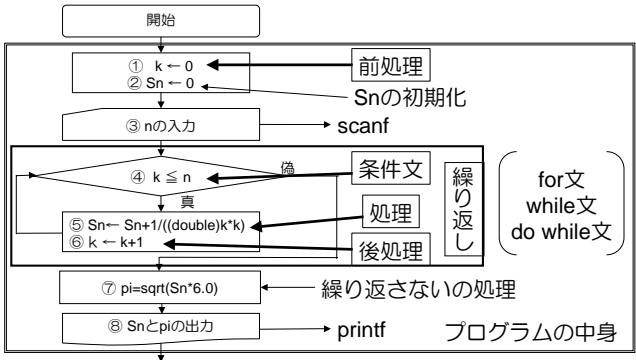 開始
① k ← 0
② Sn ← 0
前処理
Snの初期化
③ nの入力
scanf
④ k ≦ n
偽
真
条件文
繰り返し
for文
while文
do while文
⑤ Sn← Sn+1/((double)k*k)
⑥ k ← k+1
処理
後処理
⑦ pi=sqrt(Sn*6.0)
繰り返さないの処理
⑧ Snとpiの出力
printf
プログラムの中身